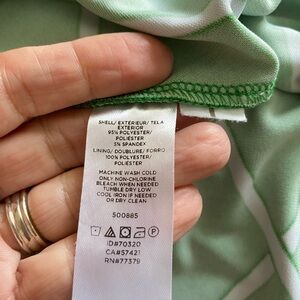 SHELL/ EXTERIEUR/ TELA
EXTERIOR
95% POLYESTER/
POLIÉSTER
5% SPANDEX
LINING/ DOUBLURE/ FORRO
100% POLYESTER/
POLIÉSTER
MACHINE WASH COLD
ONLY NON-CHLORINE
BLEACH WHEN NEEDED
TUMBLE DRY LOW
COOL IRON IF NEEDED
OR DRY CLEAN
500885
ID#70320
CA#57421
RN#77379